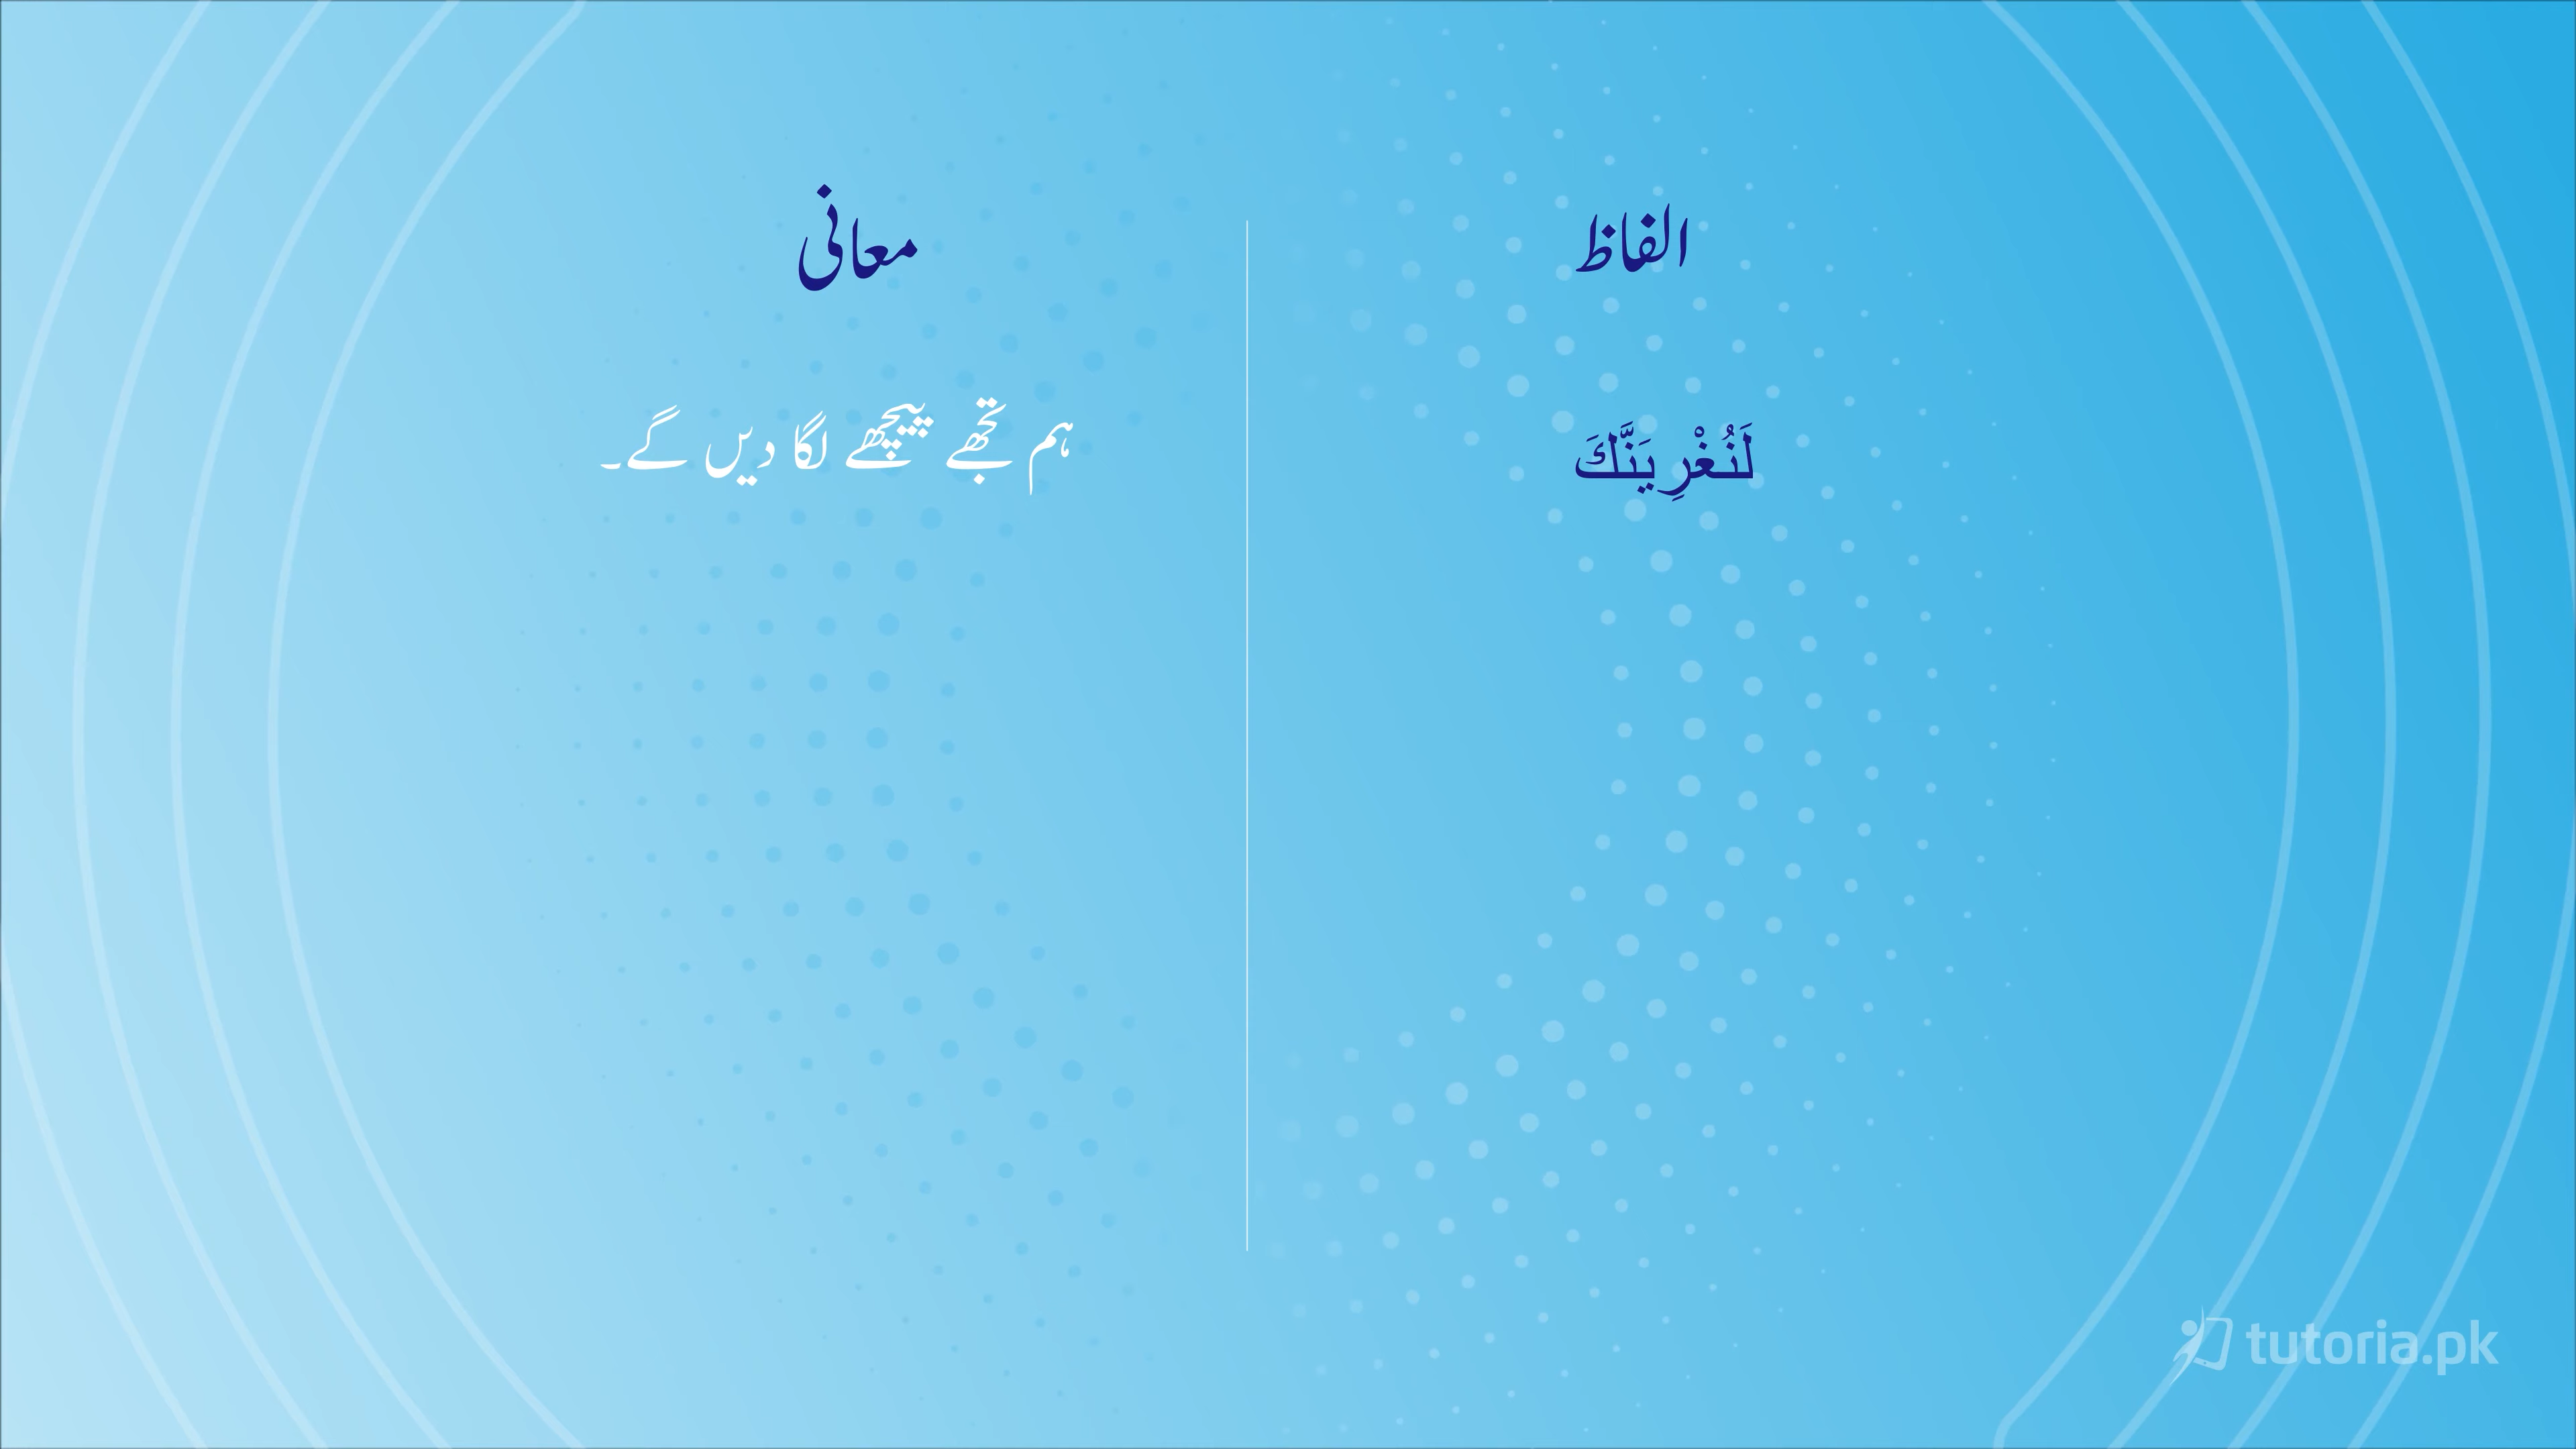 الفاظ
معانی
لَنُغْرِيَنَّكَ
ہم تجھے پیچھے لگا دیں گے۔
tutoria.pk